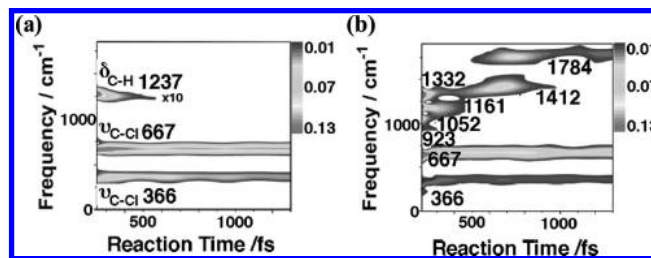 (a)
Frequency / cm⁻¹
1000
0
δC-H 1237
x10
υC-Cl 667
υC-Cl 366
500
1000
Reaction Time /fs
0.01
0.07
0.13
(b)
Frequency / cm⁻¹
1000
0
1784
1332
1412
1161
1052
923
667
366
500
1000
Reaction Time /fs
0.01
0.07
0.13